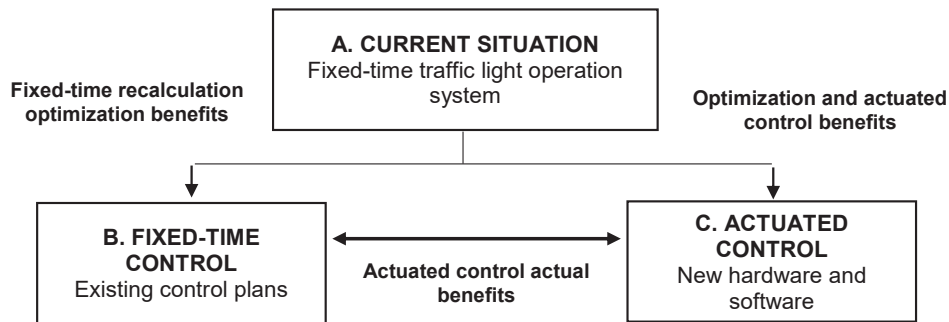 A. CURRENT SITUATION
Fixed-time traffic light operation
system
Fixed-time recalculation
optimization benefits
Optimization and actuated
control benefits
B. FIXED-TIME
CONTROL
Existing control plans
Actuated control actual
benefits
C. ACTUATED
CONTROL
New hardware and
software